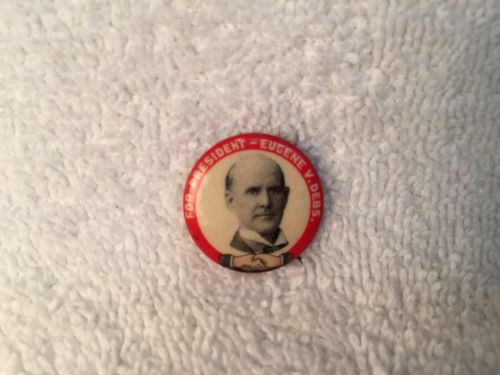 FOR PRESIDENT - EUGENE V. DEBS.